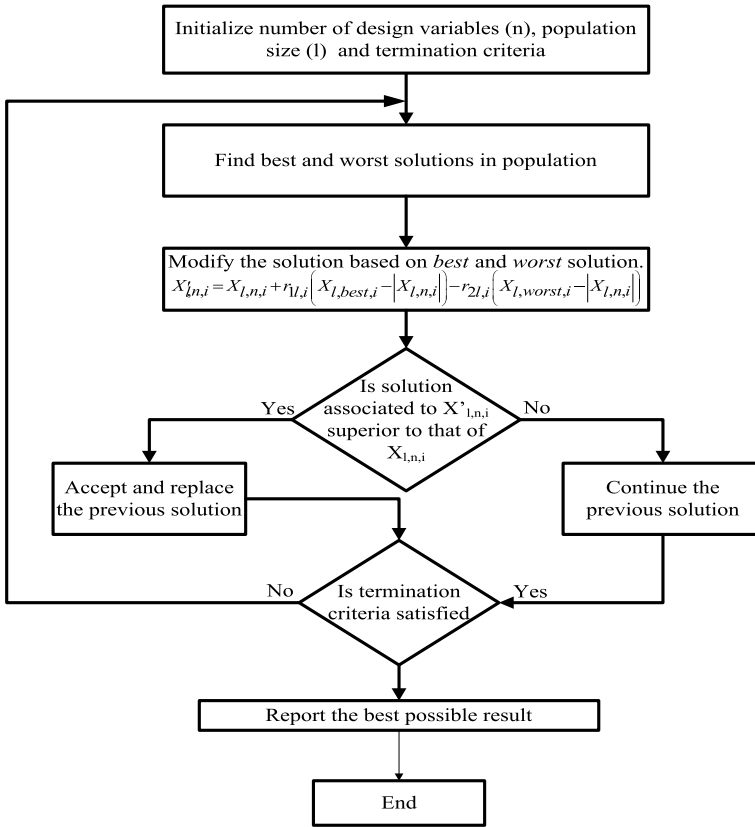 Initialize number of design variables (n), population
size (l) and termination criteria
Find best and worst solutions in population
Modify the solution based on best and worst solution.
X'l,n,i = Xl,n,i + r1l,i(Xl,best,i − |Xl,n,i|) − r2l,i(Xl,worst,i − |Xl,n,i|)
Is solution
associated to X’l,n,i
superior to that of
Xl,n,i
Yes
No
Accept and replace
the previous solution
Continue the
previous solution
Is termination
criteria satisfied
No
Yes
Report the best possible result
End